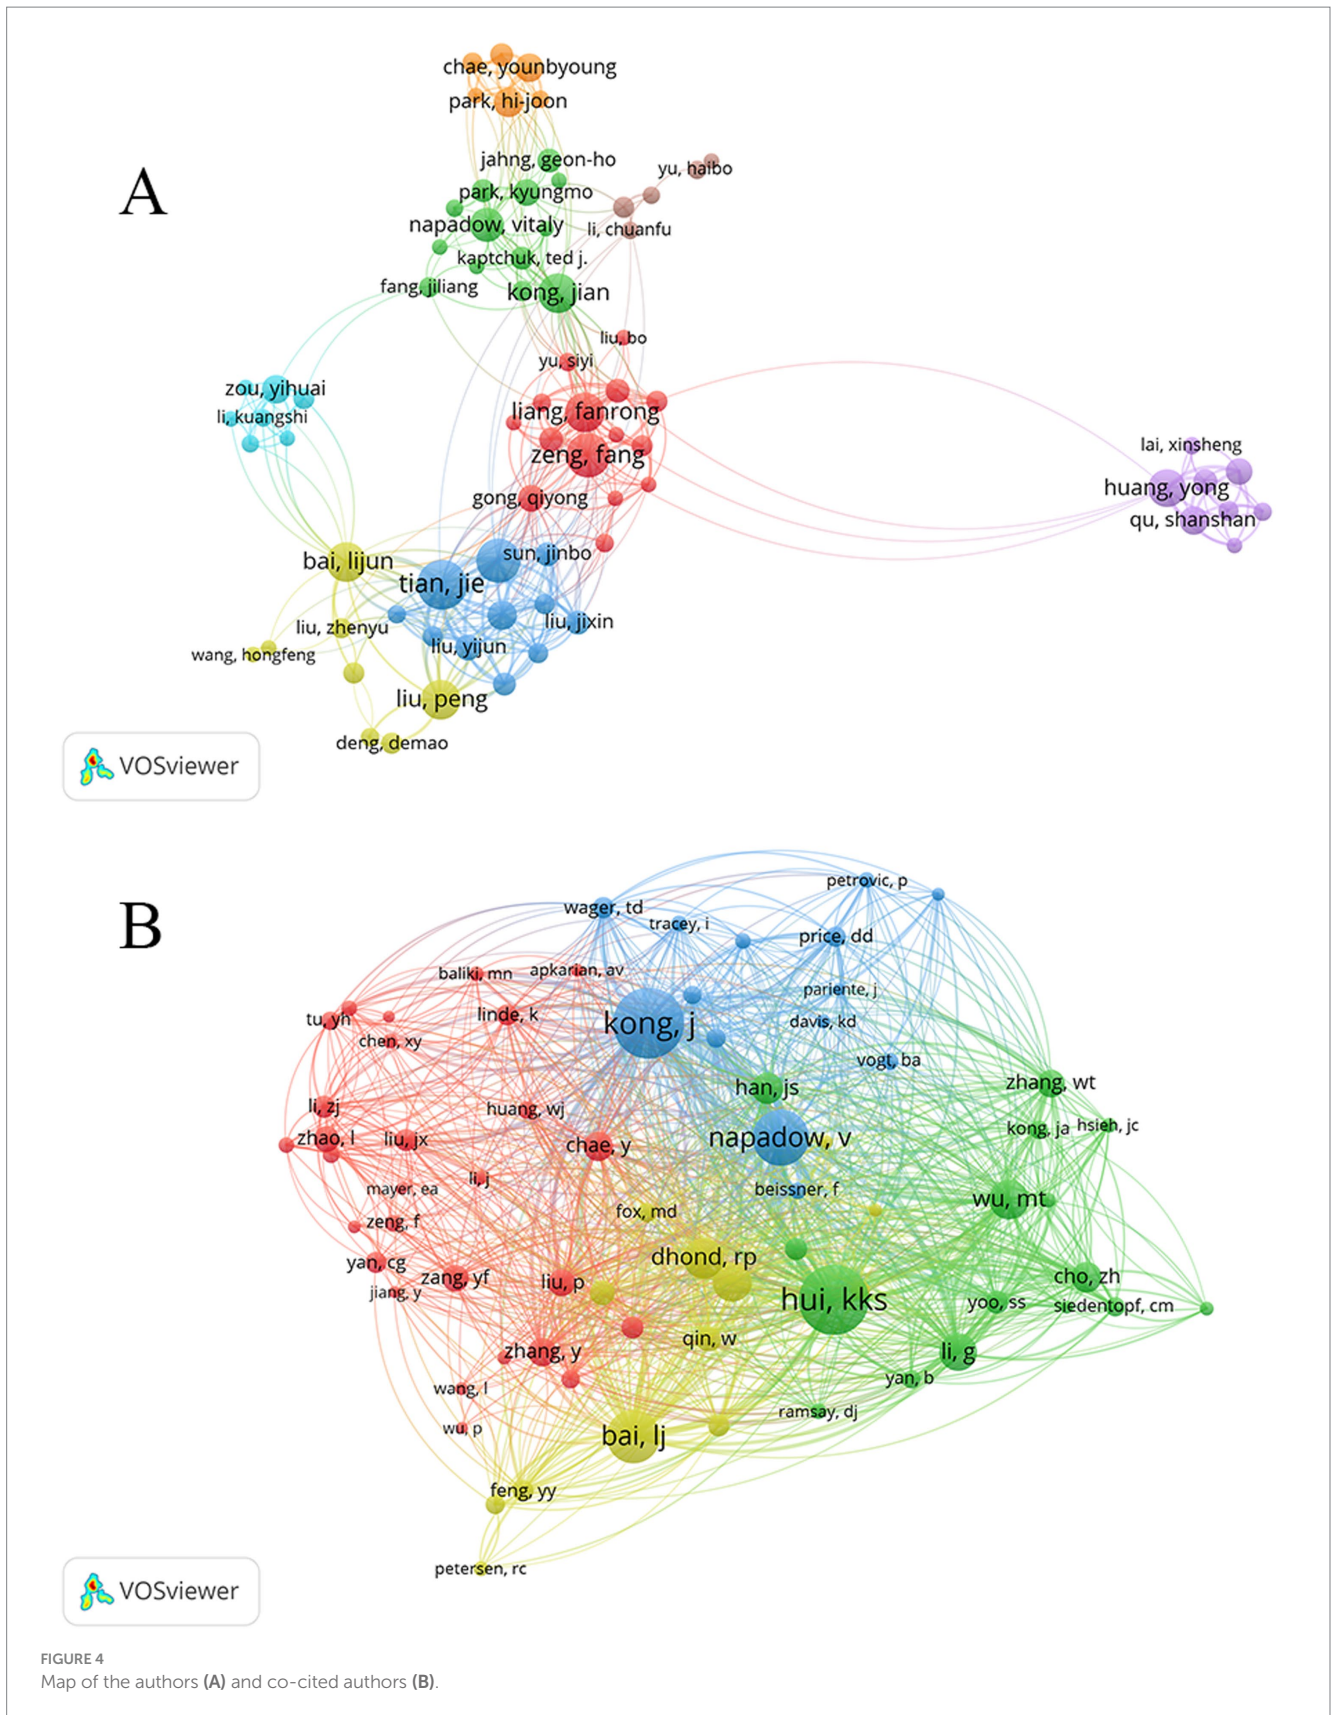 chae, younbyoung
park, hi-joon
A
jahng, geon-ho
yu, haibo
park, kyungmo
napadow, vitaly
li, chuanfu
kaptchuk, ted j.
fang, jiliang
kong, jian
liu, bo
yu, siyi
zou, yihuai
li, kuangshi
liang, fanrong
zeng, fang
lai, xinsheng
huang, yong
qu, shanshan
gong, qiyong
bai, lijun
sun, jinbo
tian, jie
liu, zhenyu
liu, jixin
wang, hongfeng
liu, yijun
liu, peng
deng, demao
VOSviewer
B
petrovic, p
wager, td
tracey, i
price, dd
baliki, mn
apkarian, av
pariente, j
tu, yh
linde, k
kong, j
davis, kd
chen, xy
vogt, ba
han, js
zhang, wt
li, zj
huang, wj
kong, ja
hsieh, jc
zhao, l
liu, jx
chae, y
napadow, v
li, j
mayer, ea
beissner, f
wu, mt
zeng, f
fox, md
yan, cg
zang, yf
dhond, rp
jiang, y
liu, p
hui, kks
cho, zh
yoo, ss
siedentopf, cm
zhang, y
qin, w
li, g
wang, l
yan, b
wu, p
bai, lj
ramsay, dj
feng, yy
petersen, rc
VOSviewer
FIGURE 4
Map of the authors (A) and co-cited authors (B).